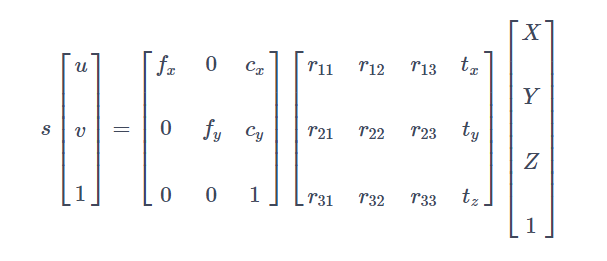 s [u v 1]ᵀ = 
[f_x 0 c_x
0 f_y c_y
0 0 1]
[r_11 r_12 r_13 t_x
r_21 r_22 r_23 t_y
r_31 r_32 r_33 t_z]
[X
Y
Z
1]